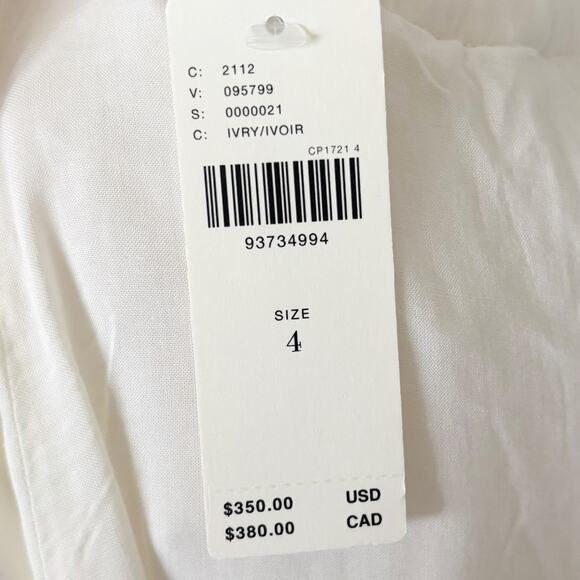 C: 2112
V: 095799
S: 0000021
C: IVRY/IVOIR
CP1721 4
93734994
SIZE
4
$350.00 USD
$380.00 CAD